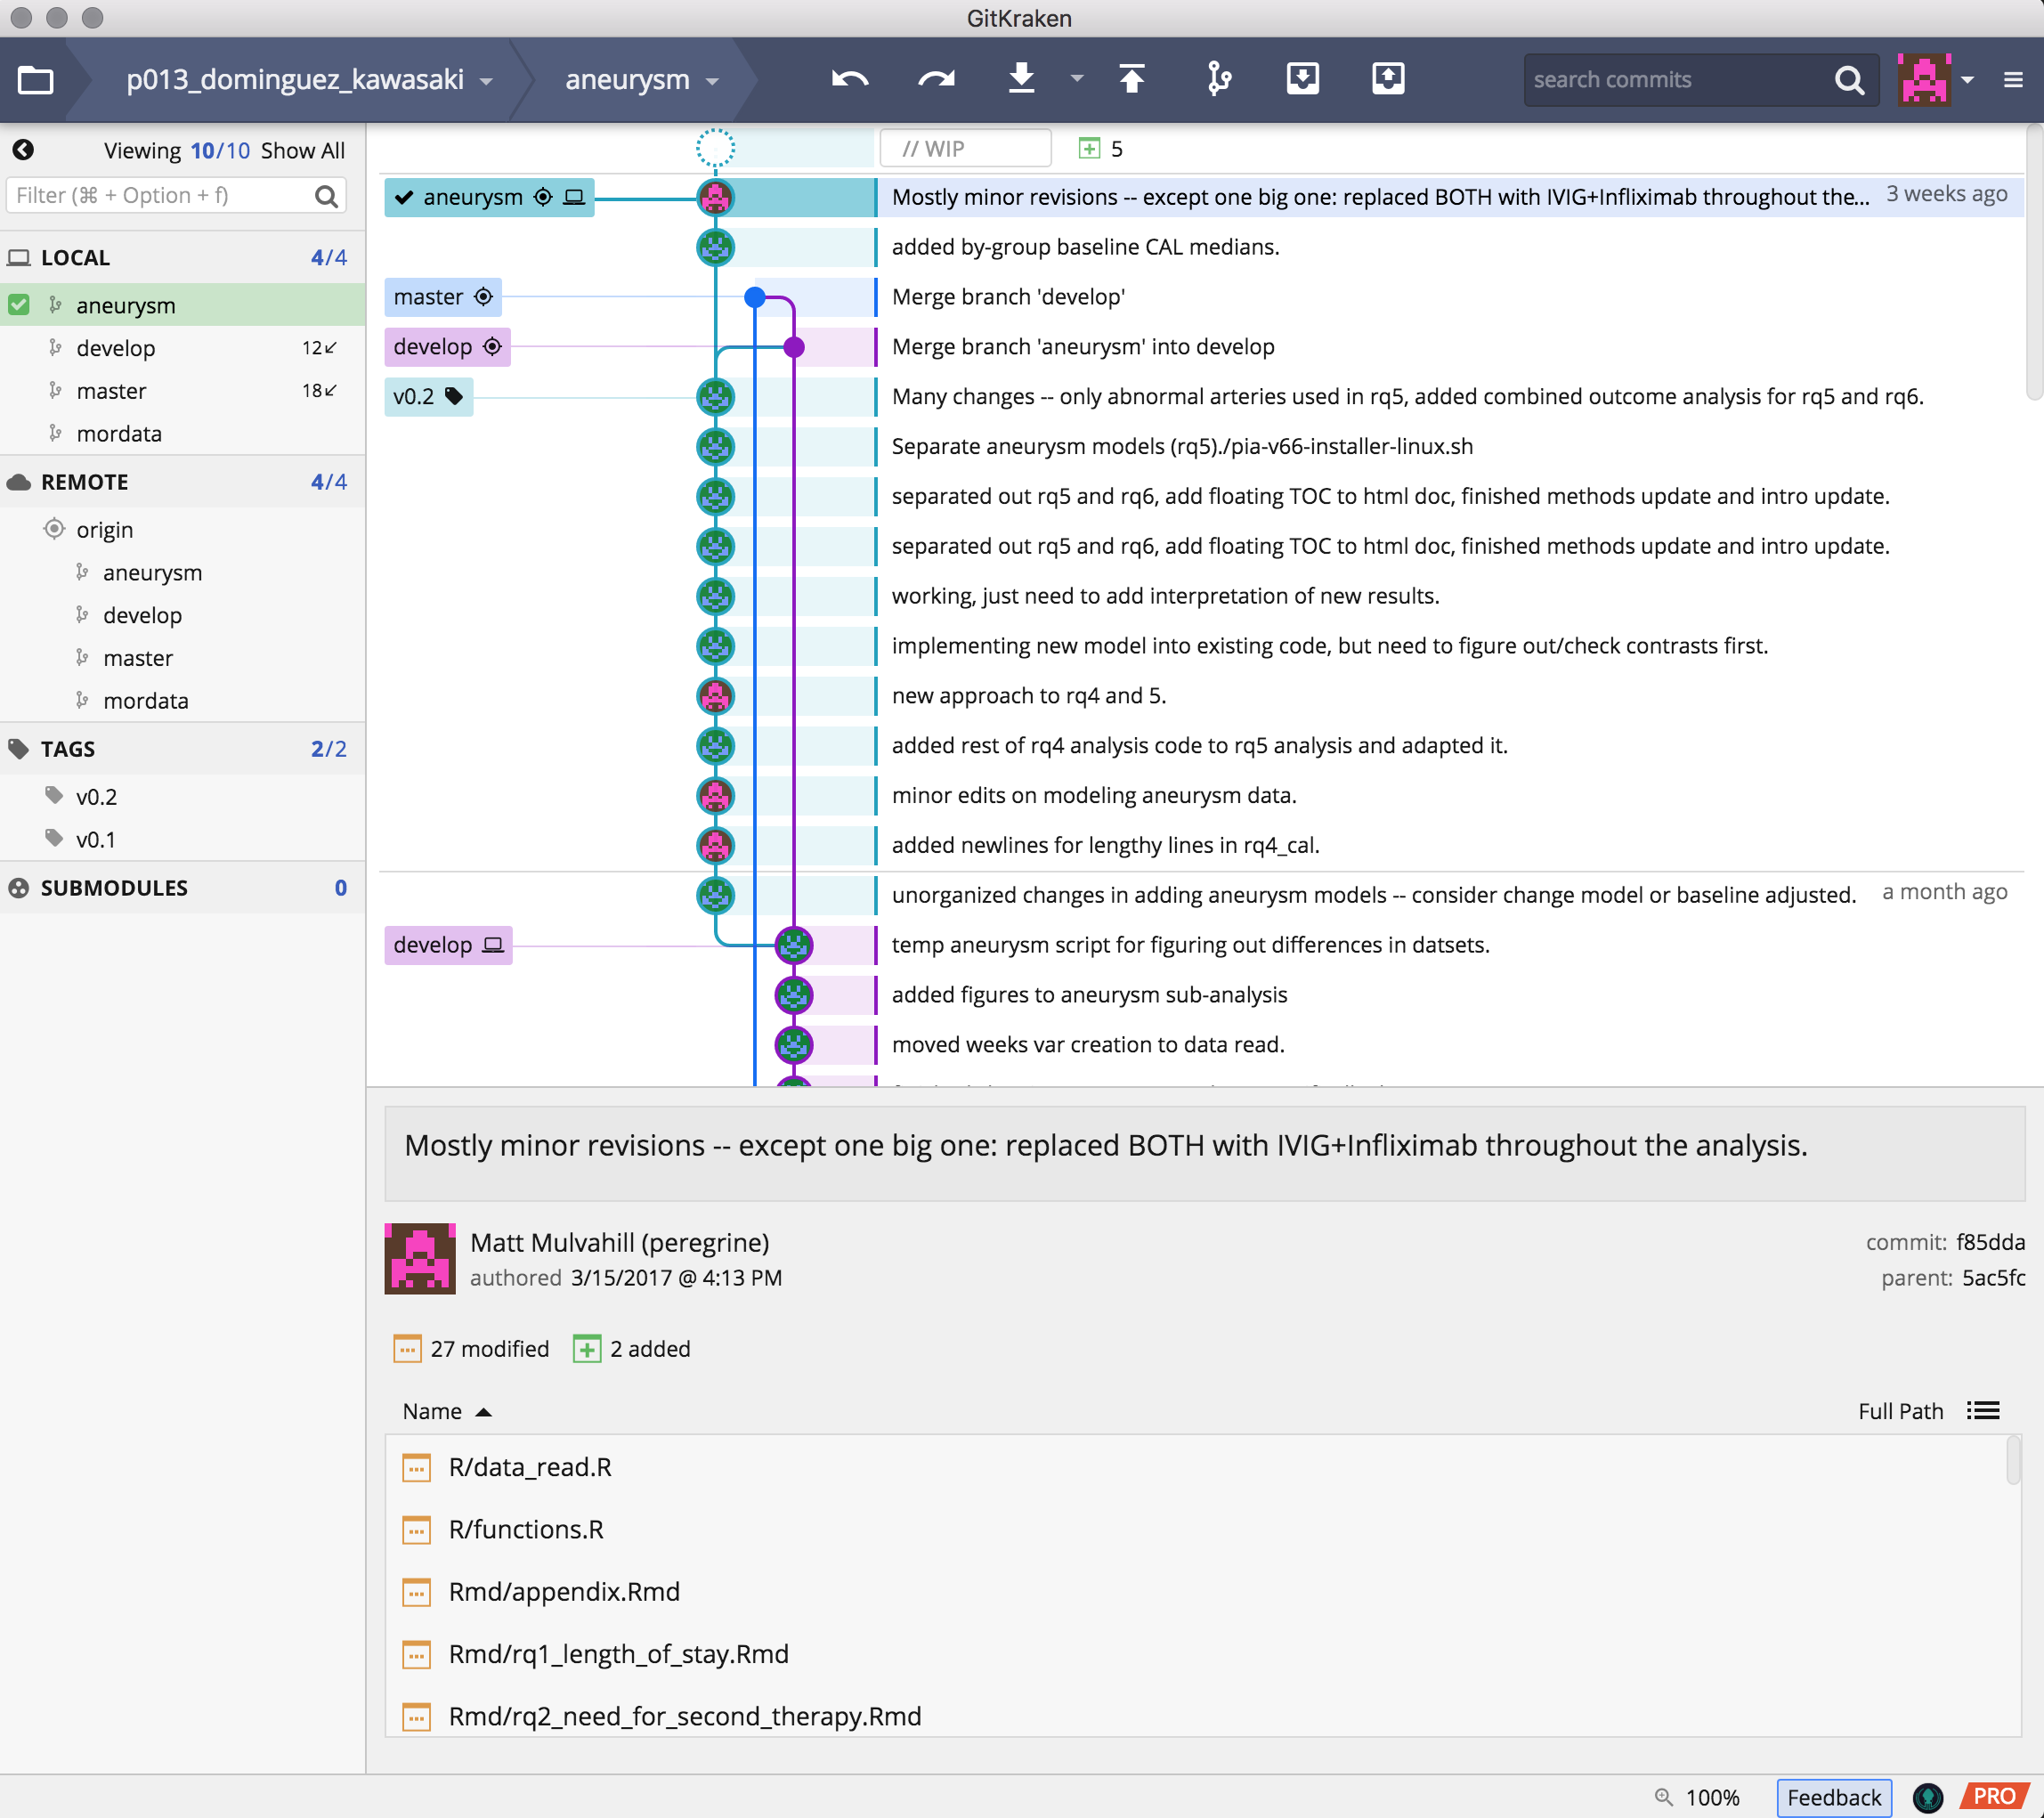 GitKraken
p013_dominguez_kawasaki
aneurysm
search commits
Viewing 10/10 Show All
Filter (⌘ + Option + f)
LOCAL 4/4
aneurysm
develop 12↙
master 18↙
mordata
REMOTE 4/4
origin
aneurysm
develop
master
mordata
TAGS 2/2
v0.2
v0.1
SUBMODULES 0
// WIP 5
aneurysm Mostly minor revisions -- except one big one: replaced BOTH with IVIG+Infliximab throughout the... 3 weeks ago
added by-group baseline CAL medians.
master Merge branch 'develop'
develop Merge branch 'aneurysm' into develop
v0.2 Many changes -- only abnormal arteries used in rq5, added combined outcome analysis for rq5 and rq6.
Separate aneurysm models (rq5)./pia-v66-installer-linux.sh
separated out rq5 and rq6, add floating TOC to html doc, finished methods update and intro update.
separated out rq5 and rq6, add floating TOC to html doc, finished methods update and intro update.
working, just need to add interpretation of new results.
implementing new model into existing code, but need to figure out/check contrasts first.
new approach to rq4 and 5.
added rest of rq4 analysis code to rq5 analysis and adapted it.
minor edits on modeling aneurysm data.
added newlines for lengthy lines in rq4_cal.
unorganized changes in adding aneurysm models -- consider change model or baseline adjusted. a month ago
develop temp aneurysm script for figuring out differences in datsets.
added figures to aneurysm sub-analysis
moved weeks var creation to data read.
Mostly minor revisions -- except one big one: replaced BOTH with IVIG+Infliximab throughout the analysis.
Matt Mulvahill (peregrine)
authored 3/15/2017 @ 4:13 PM
commit: f85dda
parent: 5ac5fc
27 modified 2 added
Name Full Path
R/data_read.R
R/functions.R
Rmd/appendix.Rmd
Rmd/rq1_length_of_stay.Rmd
Rmd/rq2_need_for_second_therapy.Rmd
100% Feedback PRO